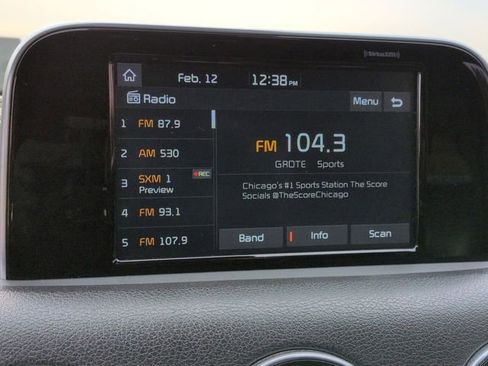 ((SiriusXM))
Feb, 12 12:38 PM
Radio Menu
1 FM 87.9
2 AM 530
3 SXM 1 REC
Preview
4 FM 93.1
5 FM 107.9
FM 104.3
GROTE Sports
Chicago's #1 Sports Station The Score
Socials @TheScoreChicago
Band Info Scan